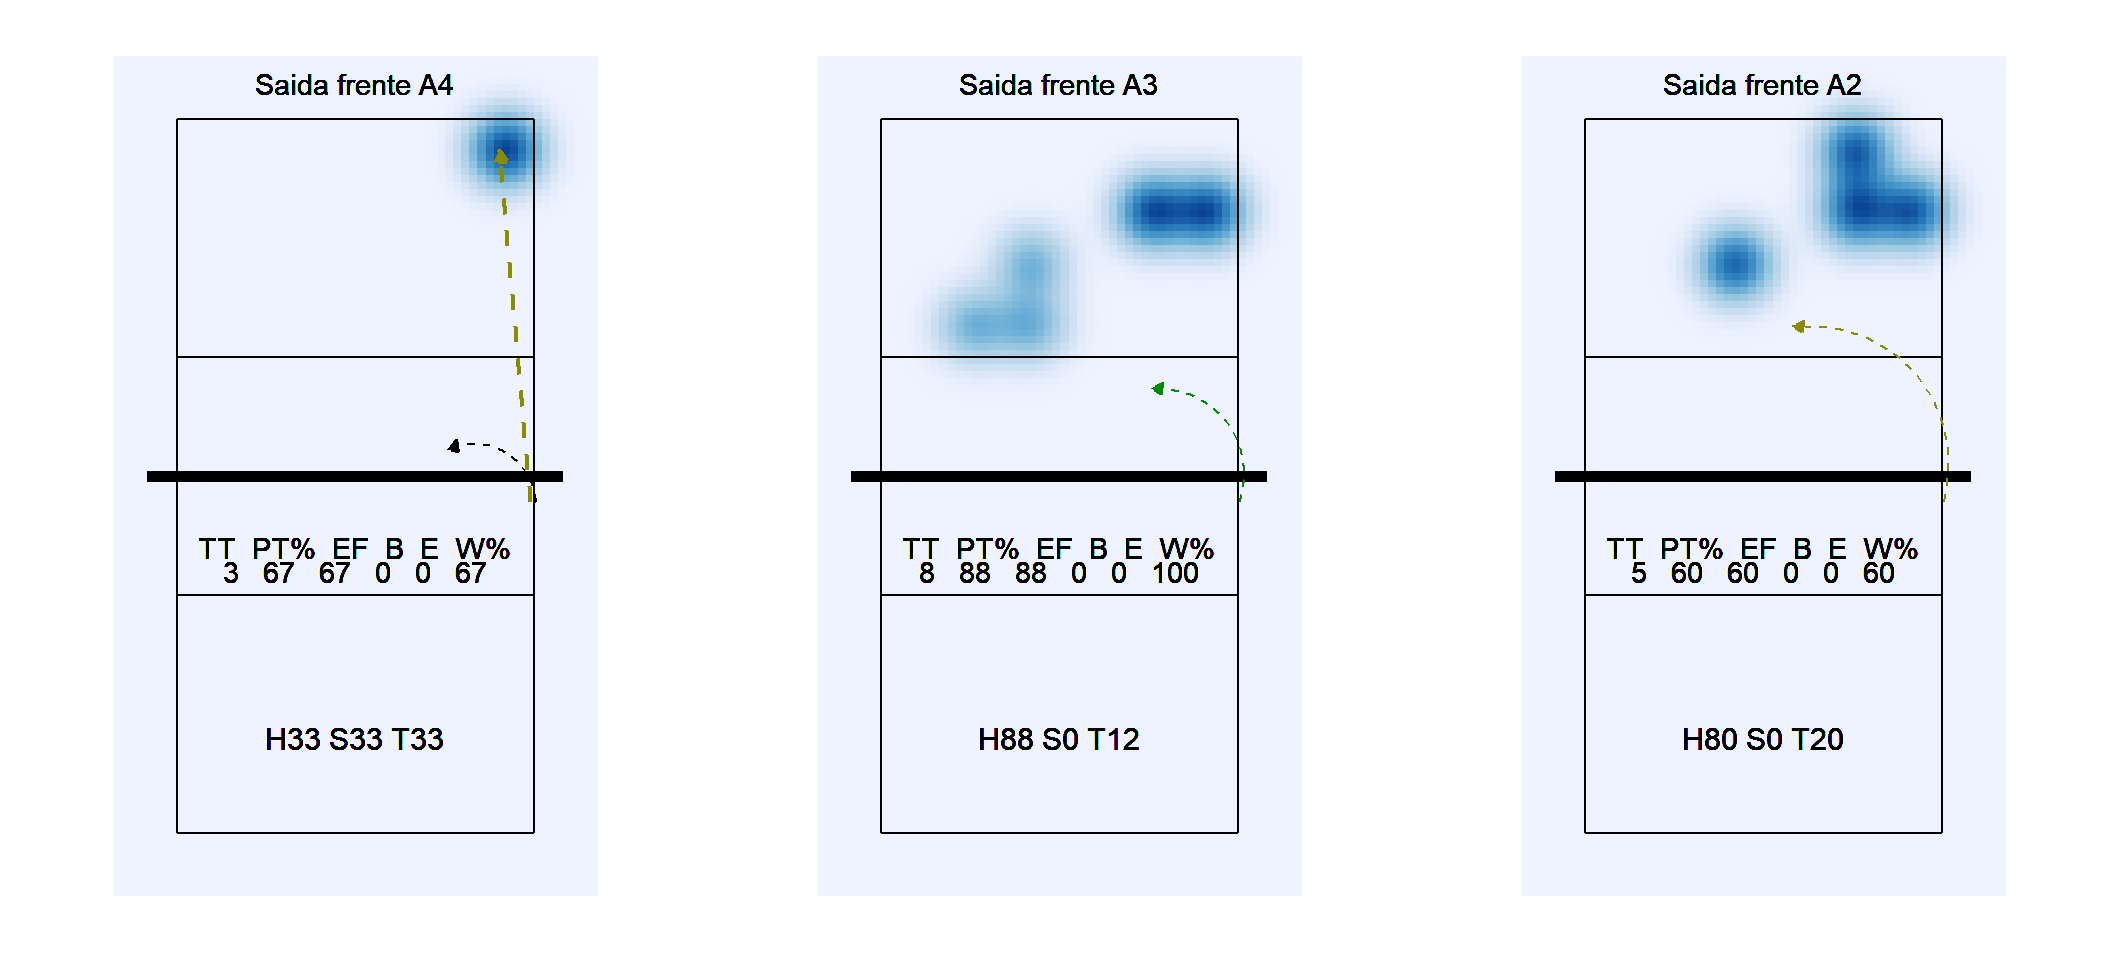 Saida frente A4
TT PT% EF B E W%
3 67 67 0 0 67
H33 S33 T33
Saida frente A3
TT PT% EF B E W%
8 88 88 0 0 100
H88 S0 T12
Saida frente A2
TT PT% EF B E W%
5 60 60 0 0 60
H80 S0 T20